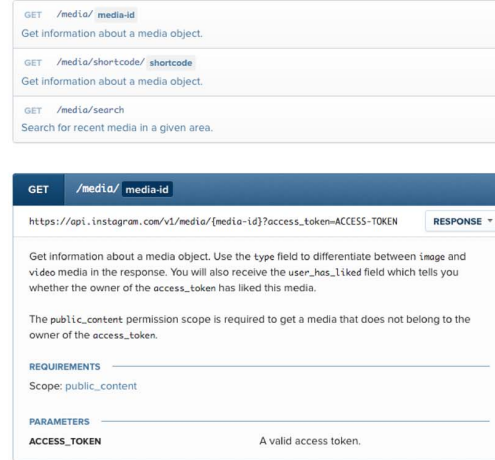 GET /media/ media-id
Get information about a media object.
GET /media/shortcode/ shortcode
Get information about a media object.
GET /media/search
Search for recent media in a given area.
GET /media/ media-id
https://api.instagram.com/v1/media/{media-id}?access_token=ACCESS-TOKEN RESPONSE
Get information about a media object. Use the type field to differentiate between image and
video media in the response. You will also receive the user_has_liked field which tells you
whether the owner of the access_token has liked this media.
The public_content permission scope is required to get a media that does not belong to the
owner of the access_token.
REQUIREMENTS
Scope: public_content
PARAMETERS
ACCESS_TOKEN A valid access token.